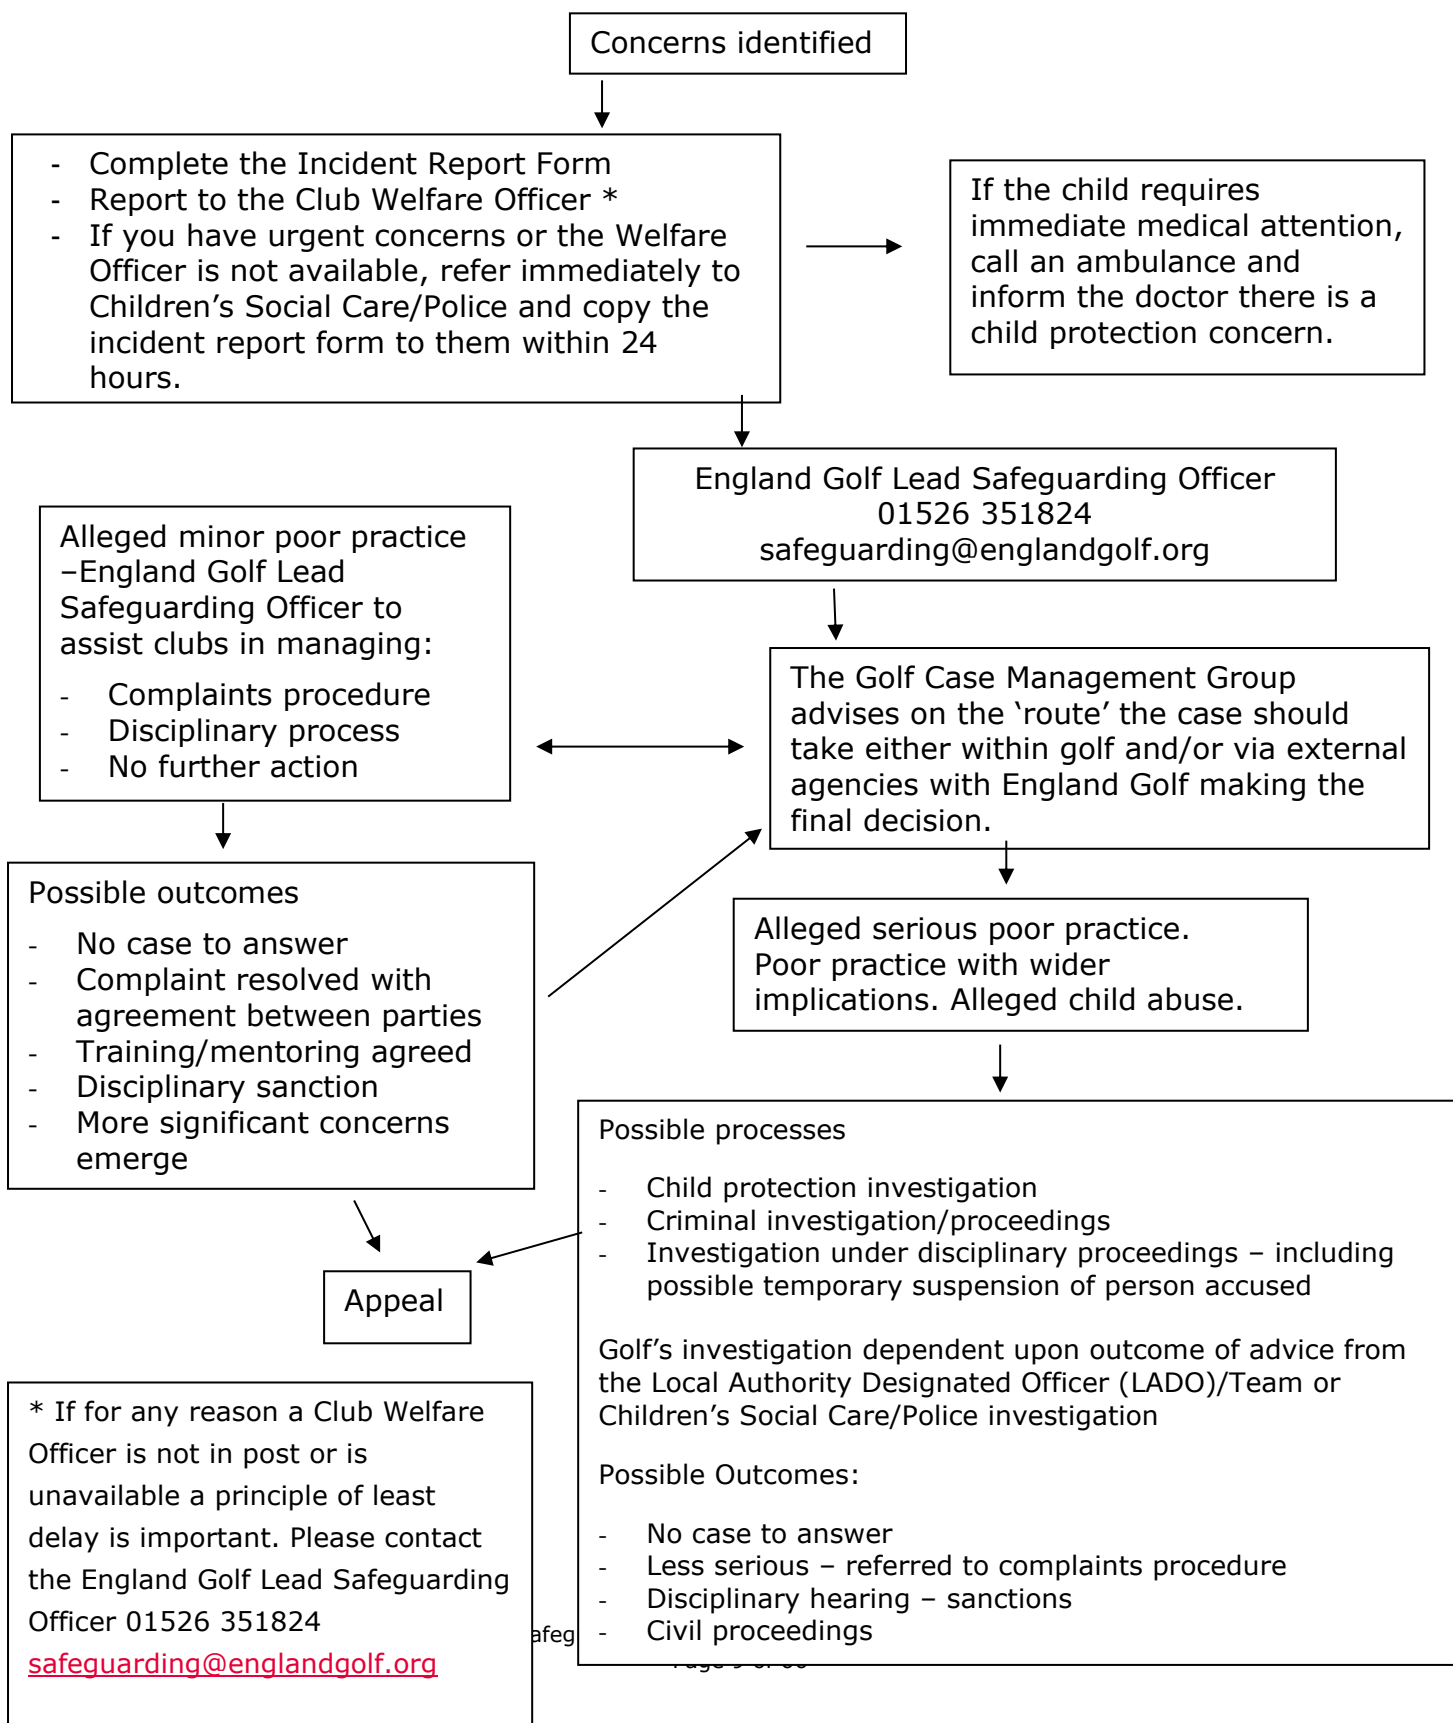 Concerns identified
- Complete the Incident Report Form
- Report to the Club Welfare Officer *
- If you have urgent concerns or the Welfare
Officer is not available, refer immediately to
Children’s Social Care/Police and copy the
incident report form to them within 24
hours.
If the child requires
immediate medical attention,
call an ambulance and
inform the doctor there is a
child protection concern.
England Golf Lead Safeguarding Officer
01526 351824
safeguarding@englandgolf.org
Alleged minor poor practice
–England Golf Lead
Safeguarding Officer to
assist clubs in managing:
- Complaints procedure
- Disciplinary process
- No further action
The Golf Case Management Group
advises on the ‘route’ the case should
take either within golf and/or via external
agencies with England Golf making the
final decision.
Possible outcomes
- No case to answer
- Complaint resolved with
agreement between parties
- Training/mentoring agreed
- Disciplinary sanction
- More significant concerns
emerge
Alleged serious poor practice.
Poor practice with wider
implications. Alleged child abuse.
Possible processes
- Child protection investigation
- Criminal investigation/proceedings
- Investigation under disciplinary proceedings – including
possible temporary suspension of person accused
Golf’s investigation dependent upon outcome of advice from
the Local Authority Designated Officer (LADO)/Team or
Children’s Social Care/Police investigation
Possible Outcomes:
- No case to answer
- Less serious – referred to complaints procedure
- Disciplinary hearing – sanctions
- Civil proceedings
Appeal
* If for any reason a Club Welfare
Officer is not in post or is
unavailable a principle of least
delay is important. Please contact
the England Golf Lead Safeguarding
Officer 01526 351824
safeguarding@englandgolf.org
afeg